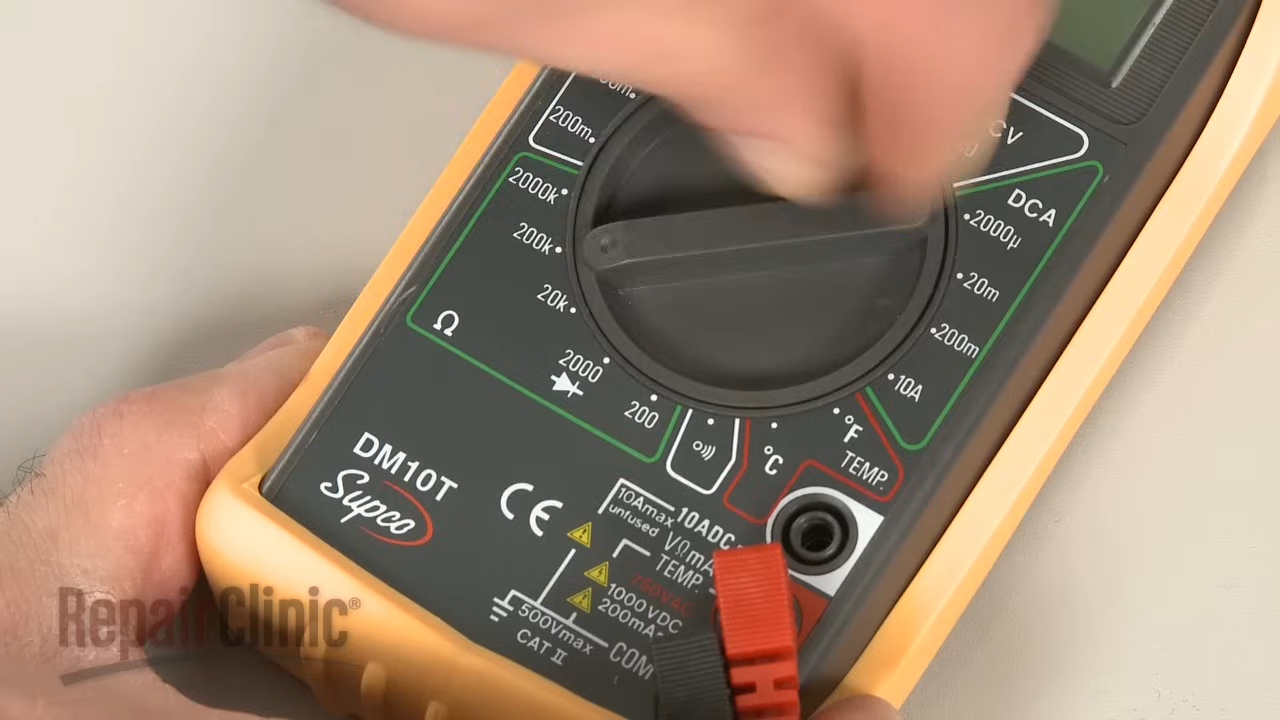 200m
2000k
200k
20k
Ω
2000
200
CV
DCA
2000µ
20m
200m
10A
°F
TEMP.
°C
DM10T
Supco
CE
10Amax
unfused
10ADC
VΩmA
TEMP.
750VAC
1000VDC
500Vmax
CAT II
COM
RepairClinic®